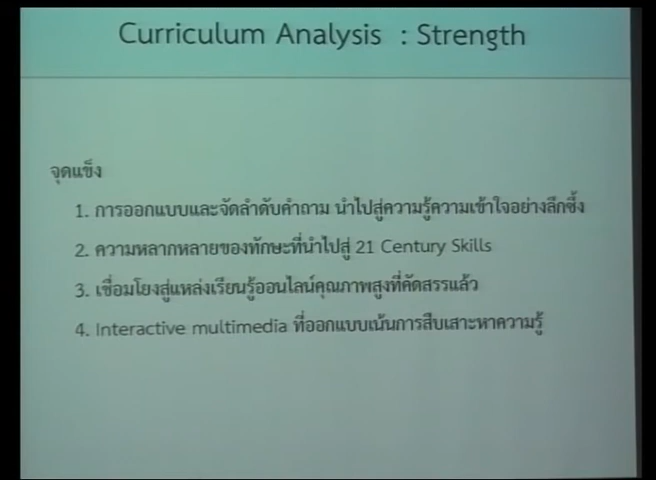 Curriculum Analysis : Strength
จุดแข็ง
1. การออกแบบและจัดลำดับคำถาม นำไปสู่ความรู้ความเข้าใจอย่างลึกซึ้ง
2. ความหลากหลายของทักษะที่นำไปสู่ 21 Century Skills
3. เชื่อมโยงสู่แหล่งเรียนรู้ออนไลน์คุณภาพสูงที่คัดสรรแล้ว
4. Interactive multimedia ที่ออกแบบเน้นการสืบเสาะหาความรู้